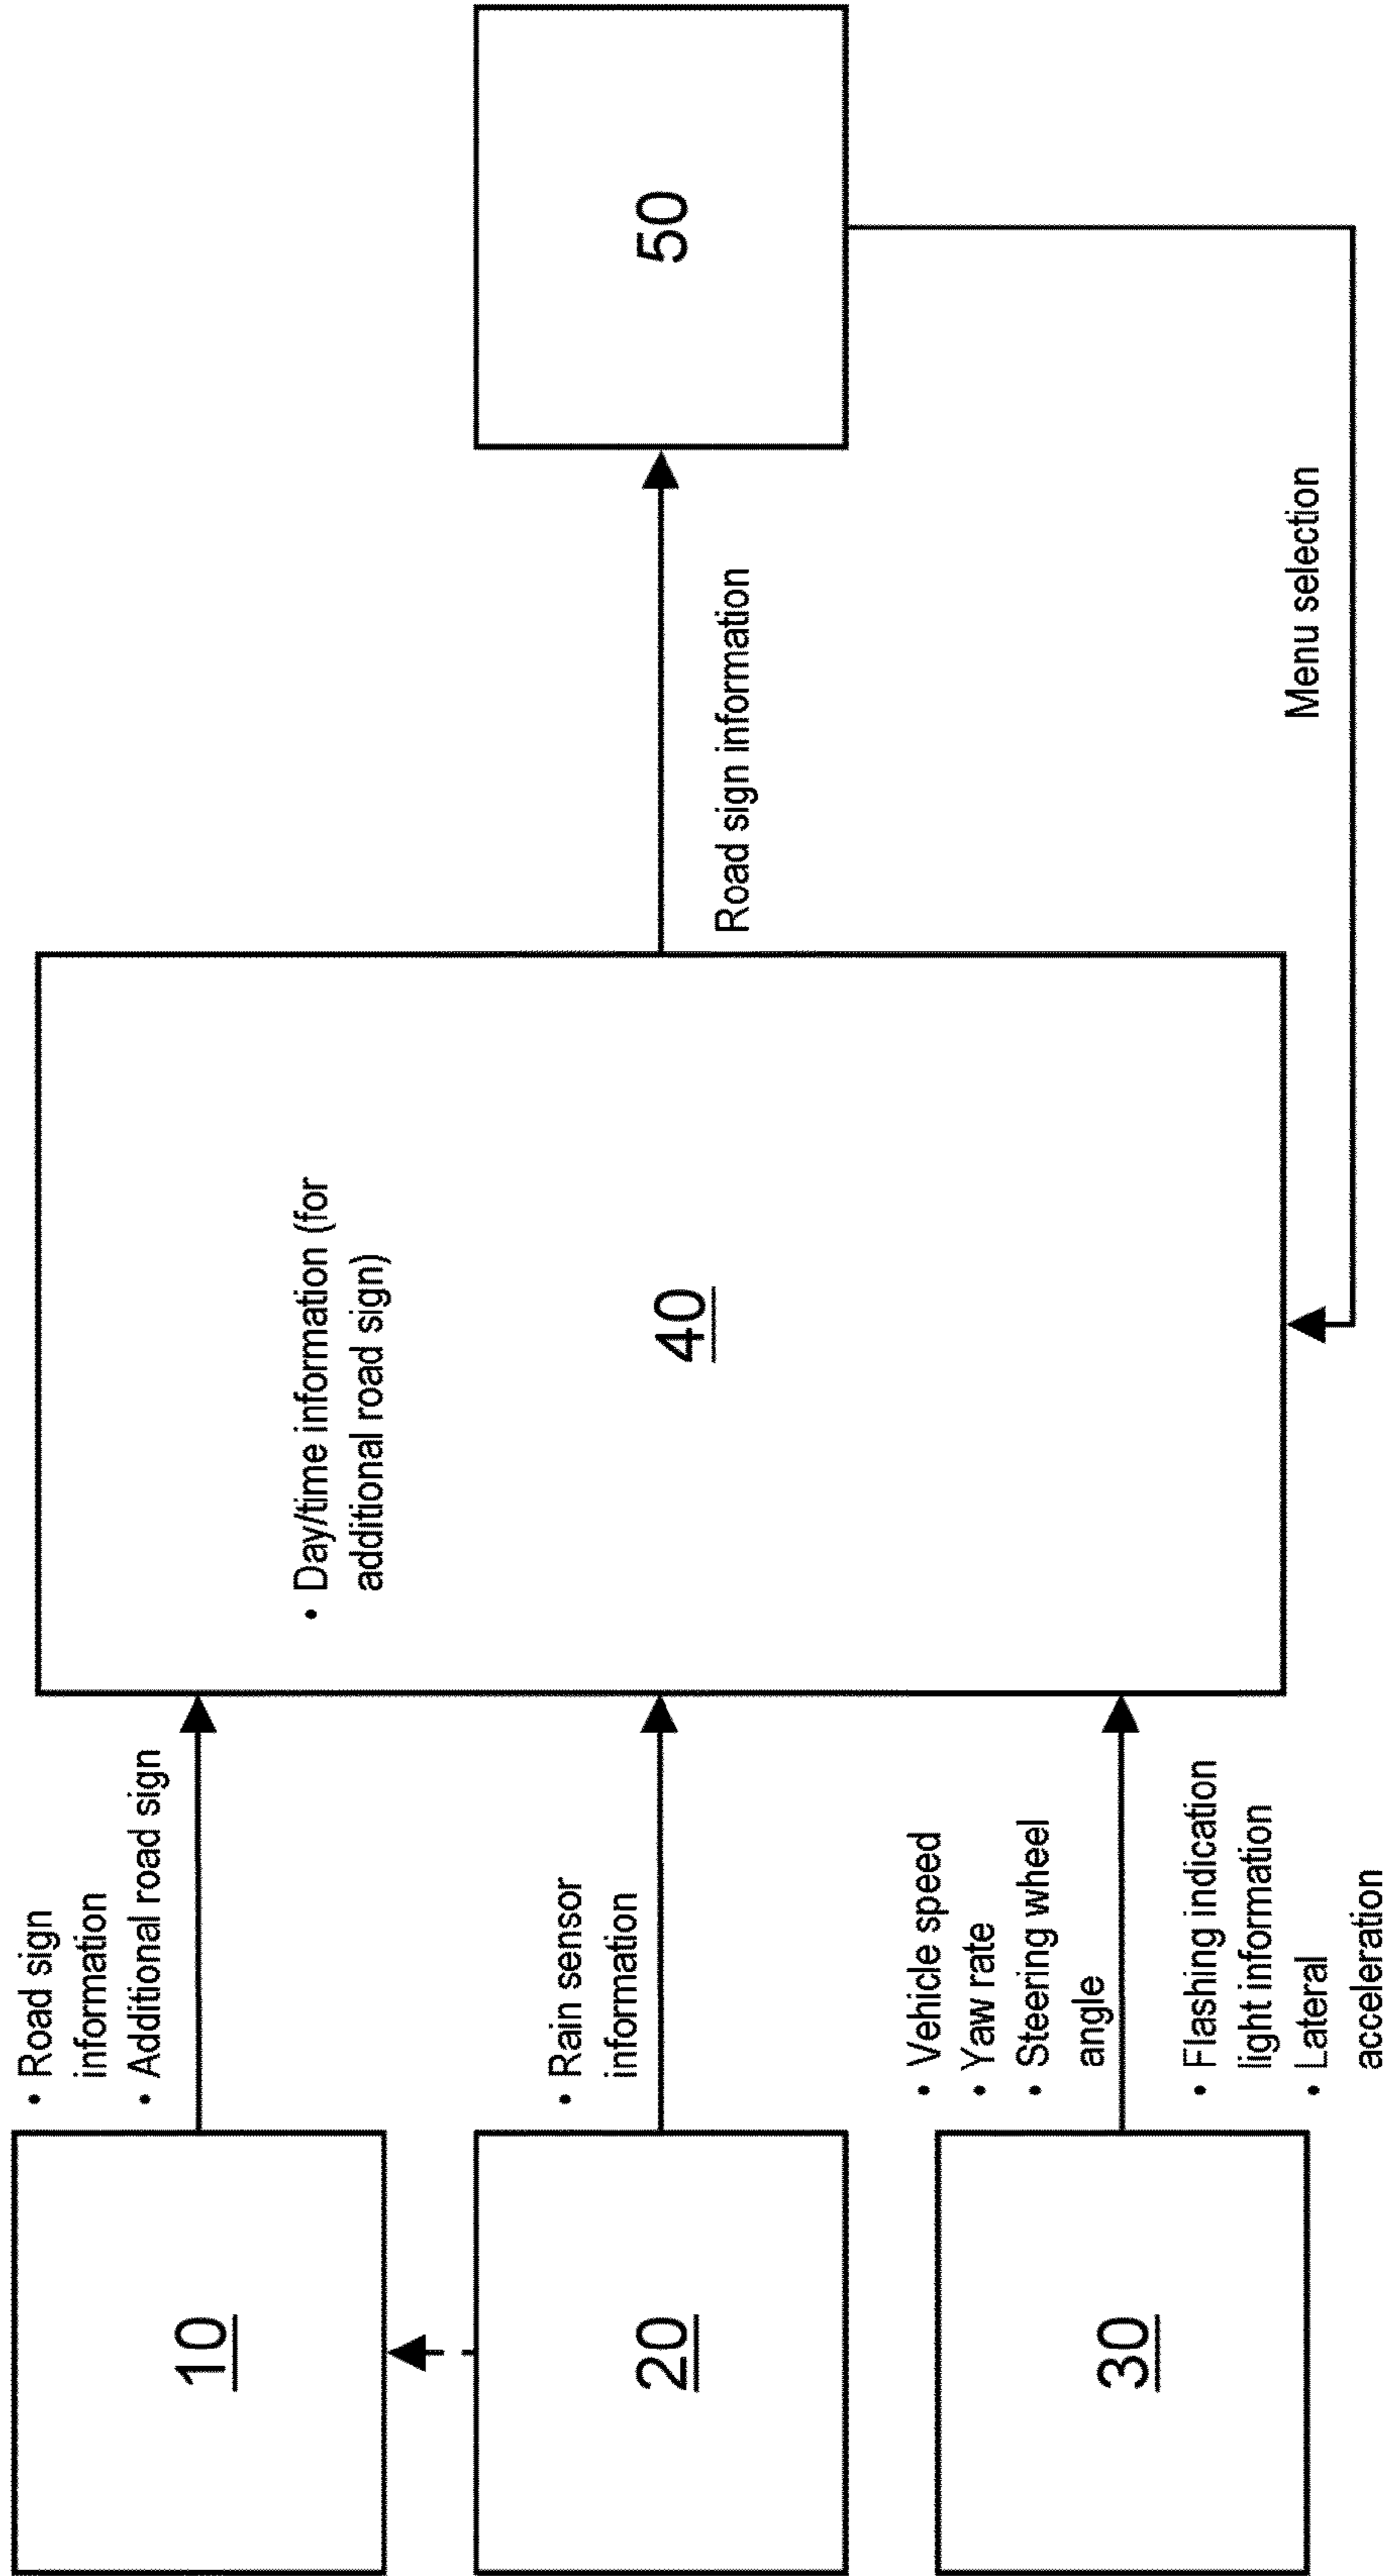 • Road sign
information
• Additional road sign
10
• Rain sensor
information
20
• Vehicle speed
• Yaw rate
• Steering wheel
angle
• Flashing indication
light information
• Lateral
acceleration
30
• Day/time information (for
additional road sign)
40
Road sign information
50
Menu selection